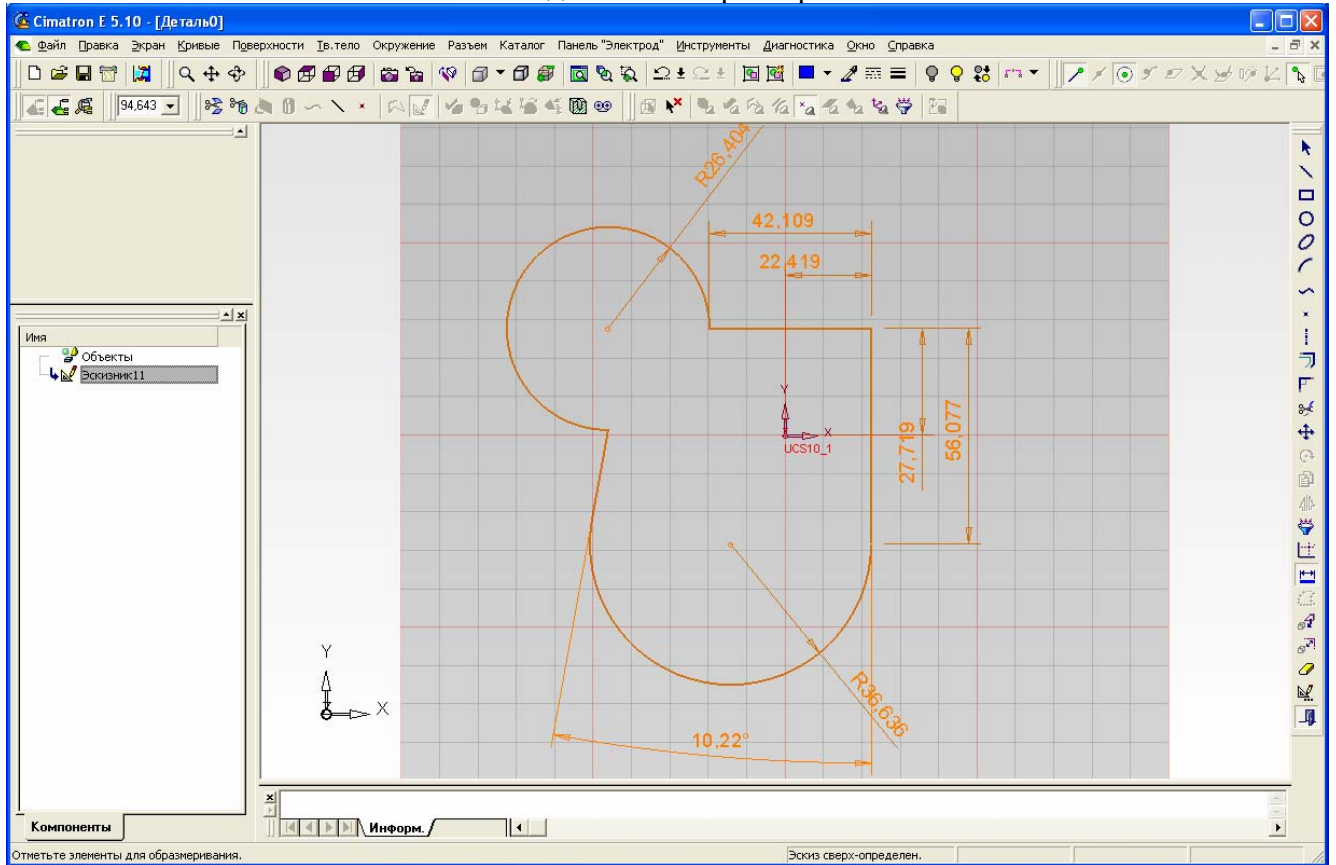 Cimatron E 5.10 - [Деталь0]
Файл Правка Экран Кривые Поверхности Тв.тело Окружение Разъем Каталог Панель "Электрод" Инструменты Диагностика Окно Справка
94,643
R26,404
42,109
22,419
Имя
Объекты
Эскизник11
Y
X
UCS10_1
27,719
56,077
Y
X
R36,636
10,22°
Компоненты
Информ.
Отметьте элементы для образмеривания.
Эскиз сверх-определен.